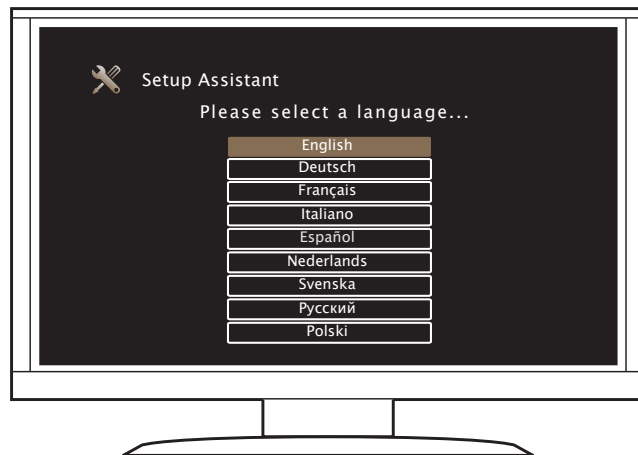 Setup Assistant
Please select a language...
English
Deutsch
Français
Italiano
Español
Nederlands
Svenska
Русский
Polski